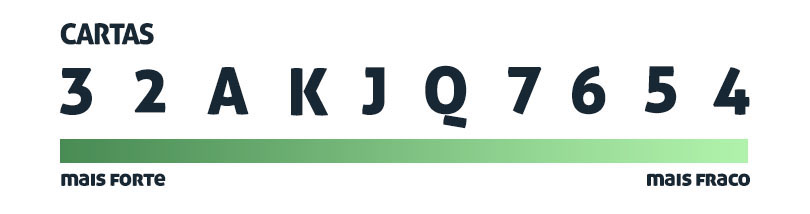 CARTAS
3 2 A K J Q 7 6 5 4
mais forte mais fraco